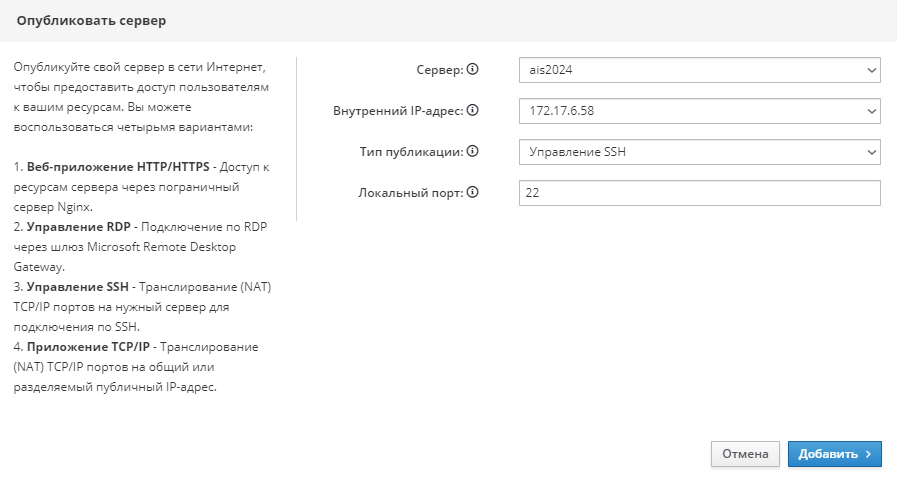 Опубликовать сервер
Опубликуйте свой сервер в сети Интернет,
чтобы предоставить доступ пользователям
к вашим ресурсам. Вы можете
воспользоваться четырьмя вариантами:
1. Веб-приложение HTTP/HTTPS - Доступ к
ресурсам сервера через пограничный
сервер Nginx.
2. Управление RDP - Подключение по RDP
через шлюз Microsoft Remote Desktop
Gateway.
3. Управление SSH - Транслирование (NAT)
TCP/IP портов на нужный сервер для
подключения по SSH.
4. Приложение TCP/IP - Транслирование
(NAT) TCP/IP портов на общий или
разделяемый публичный IP-адрес.
Сервер: ais2024
Внутренний IP-адрес: 172.17.6.58
Тип публикации: Управление SSH
Локальный порт: 22
Отмена Добавить